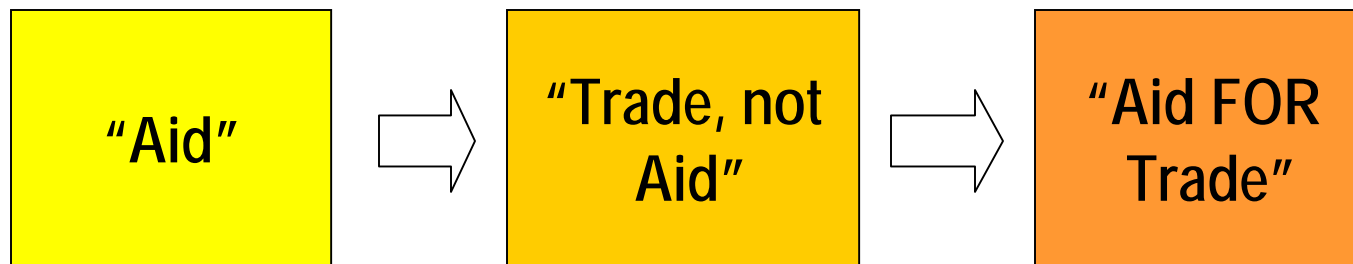 “Aid”
“Trade, not
Aid”
“Aid FOR
Trade”